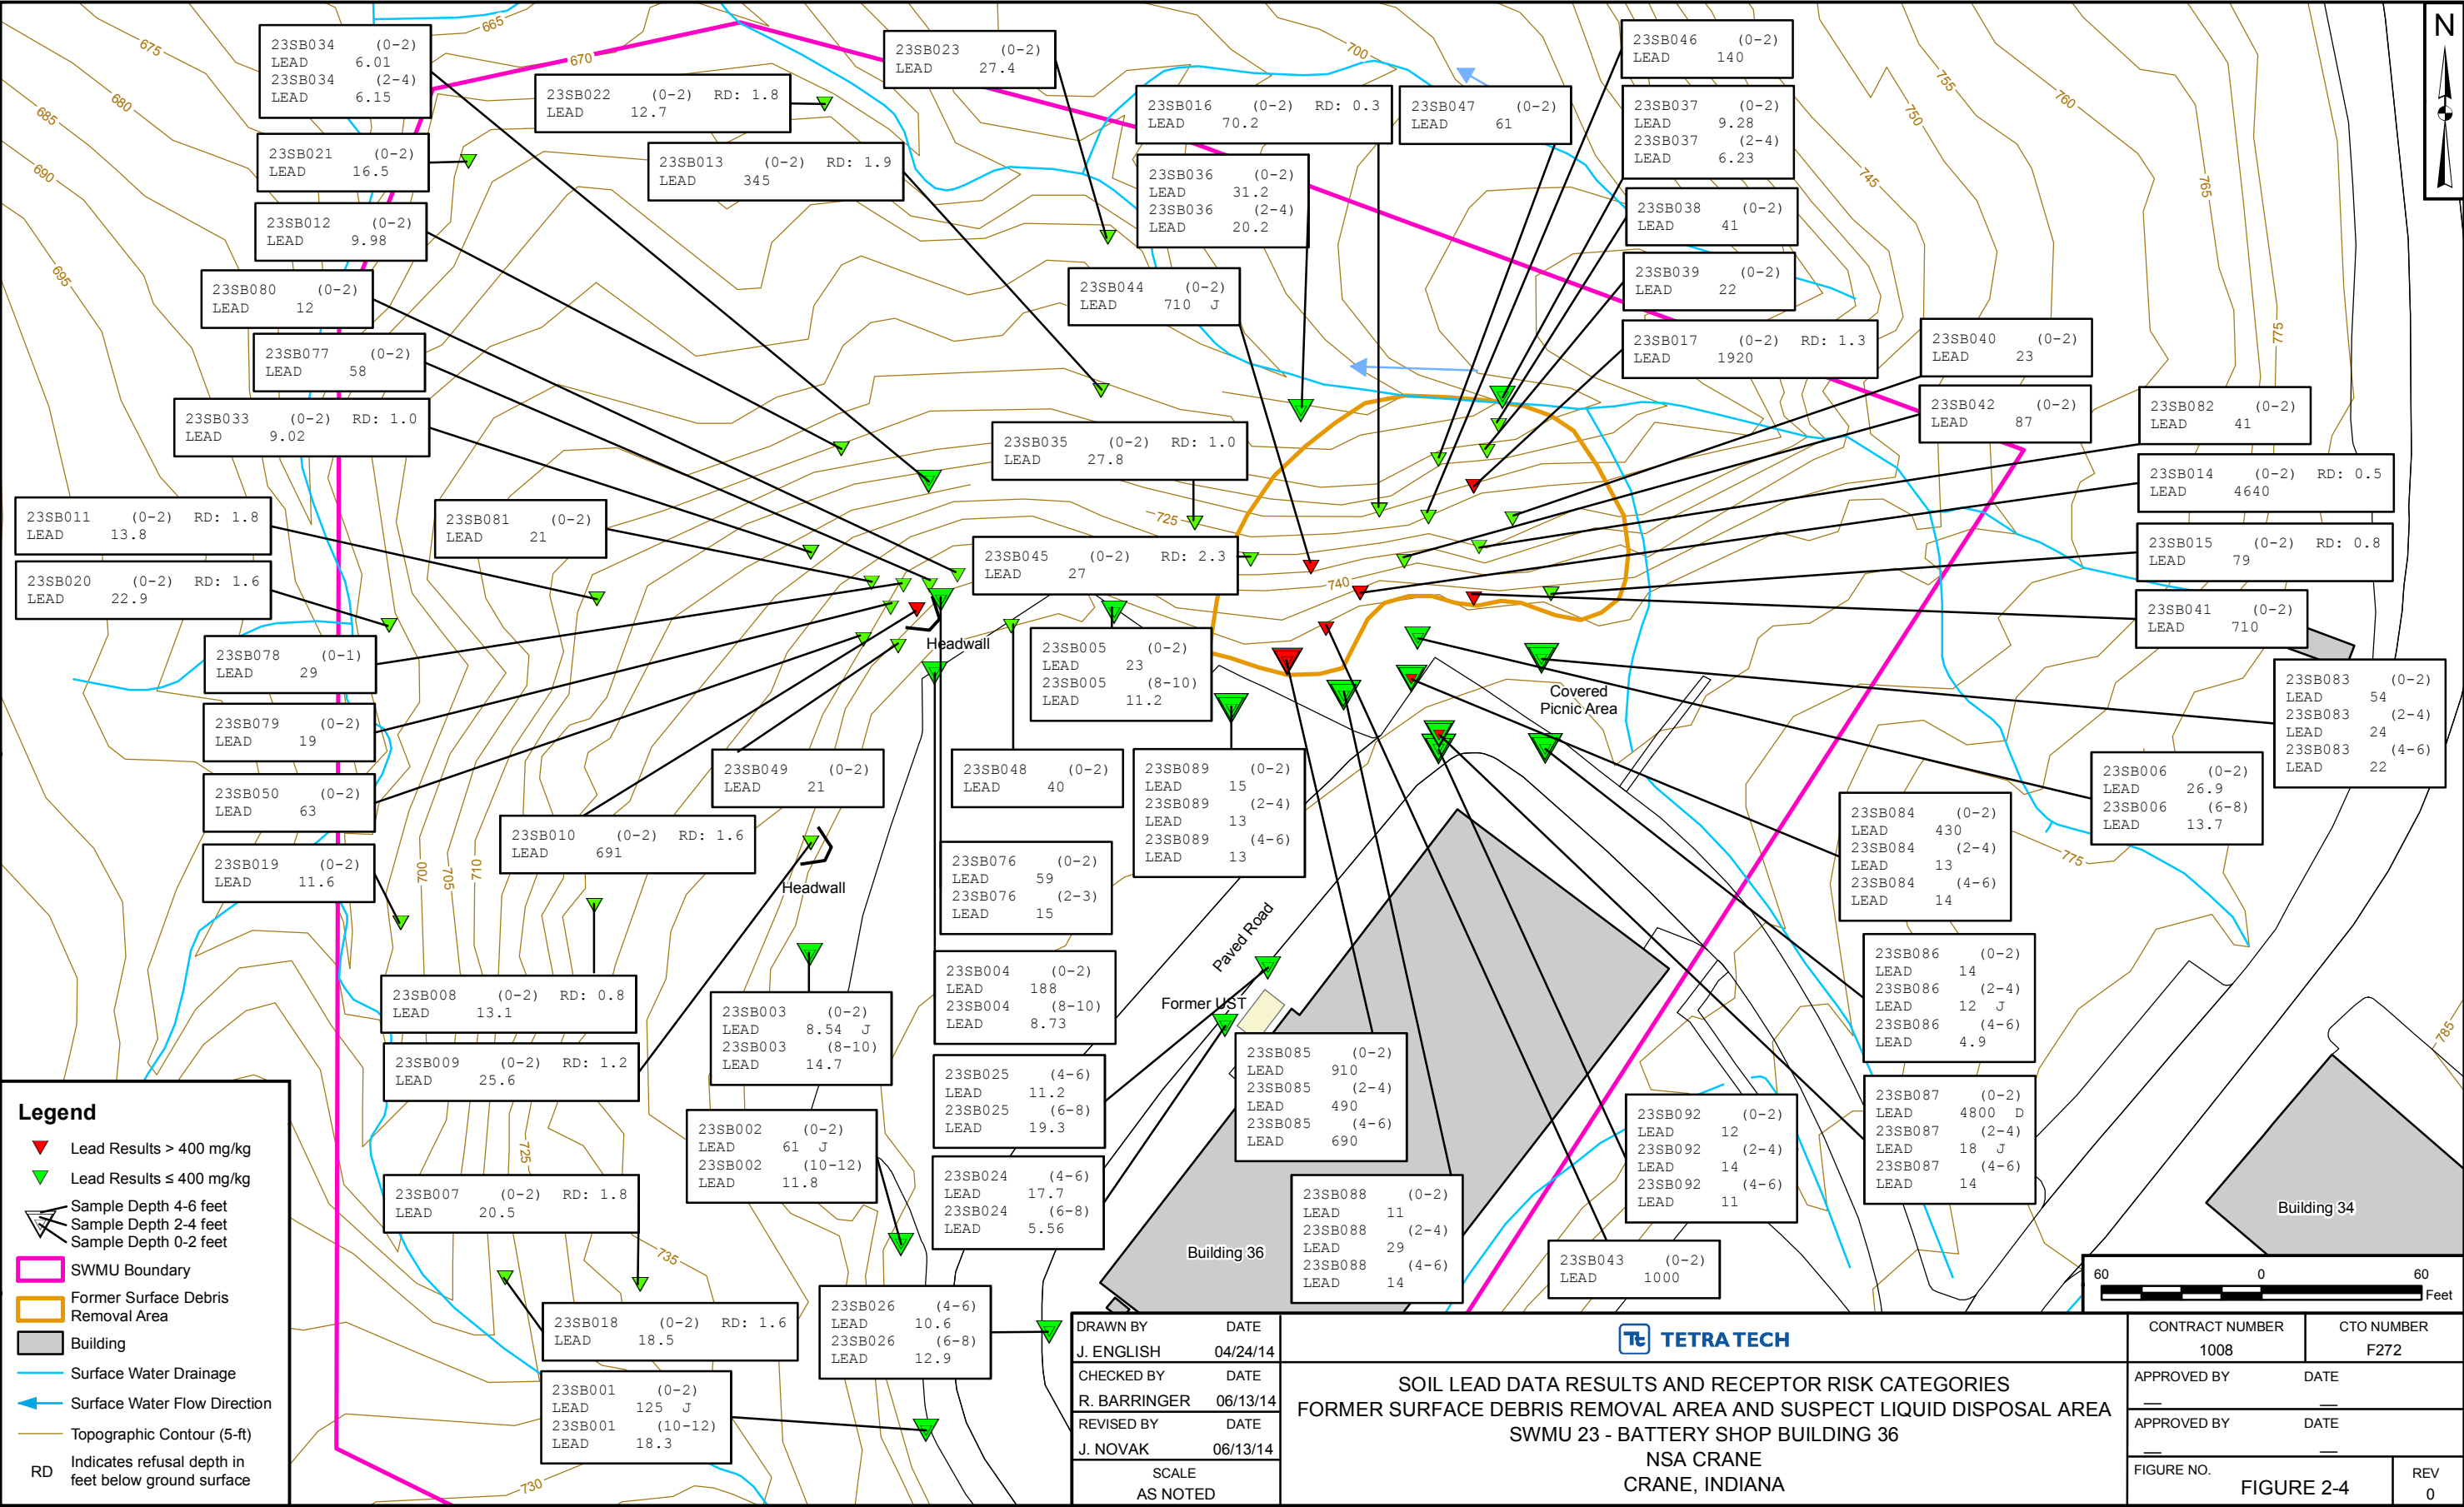 N
665
675
670
680
685
690
695
700
755
750
760
745
765
775
23SB034 (0-2)
LEAD 6.01
23SB034 (2-4)
LEAD 6.15
23SB022 (0-2) RD: 1.8
LEAD 12.7
23SB023 (0-2)
LEAD 27.4
23SB016 (0-2) RD: 0.3
LEAD 70.2
23SB047 (0-2)
LEAD 61
23SB046 (0-2)
LEAD 140
23SB037 (0-2)
LEAD 9.28
23SB037 (2-4)
LEAD 6.23
23SB021 (0-2)
LEAD 16.5
23SB013 (0-2) RD: 1.9
LEAD 345
23SB036 (0-2)
LEAD 31.2
23SB036 (2-4)
LEAD 20.2
23SB038 (0-2)
LEAD 41
23SB012 (0-2)
LEAD 9.98
23SB039 (0-2)
LEAD 22
23SB080 (0-2)
LEAD 12
23SB044 (0-2)
LEAD 710 J
23SB017 (0-2) RD: 1.3
LEAD 1920
23SB040 (0-2)
LEAD 23
23SB077 (0-2)
LEAD 58
23SB042 (0-2)
LEAD 87
23SB082 (0-2)
LEAD 41
23SB033 (0-2) RD: 1.0
LEAD 9.02
23SB035 (0-2) RD: 1.0
LEAD 27.8
23SB014 (0-2) RD: 0.5
LEAD 4640
23SB011 (0-2) RD: 1.8
LEAD 13.8
23SB081 (0-2)
LEAD 21
725
23SB045 (0-2) RD: 2.3
LEAD 27
740
23SB015 (0-2) RD: 0.8
LEAD 79
23SB020 (0-2) RD: 1.6
LEAD 22.9
23SB041 (0-2)
LEAD 710
Headwall
23SB078 (0-1)
LEAD 29
23SB005 (0-2)
LEAD 23
23SB005 (8-10)
LEAD 11.2
Covered
Picnic Area
23SB083 (0-2)
LEAD 54
23SB083 (2-4)
LEAD 24
23SB083 (4-6)
LEAD 22
23SB079 (0-2)
LEAD 19
23SB049 (0-2)
LEAD 21
23SB048 (0-2)
LEAD 40
23SB089 (0-2)
LEAD 15
23SB089 (2-4)
LEAD 13
23SB089 (4-6)
LEAD 13
23SB006 (0-2)
LEAD 26.9
23SB006 (6-8)
LEAD 13.7
23SB050 (0-2)
LEAD 63
23SB010 (0-2) RD: 1.6
LEAD 691
23SB084 (0-2)
LEAD 430
23SB084 (2-4)
LEAD 13
23SB084 (4-6)
LEAD 14
775
23SB019 (0-2)
LEAD 11.6
700
705
710
Headwall
23SB076 (0-2)
LEAD 59
23SB076 (2-3)
LEAD 15
Paved Road
23SB086 (0-2)
LEAD 14
23SB086 (2-4)
LEAD 12 J
23SB086 (4-6)
LEAD 4.9
23SB004 (0-2)
LEAD 188
23SB004 (8-10)
LEAD 8.73
Former UST
23SB008 (0-2) RD: 0.8
LEAD 13.1
23SB003 (0-2)
LEAD 8.54 J
23SB003 (8-10)
LEAD 14.7
23SB009 (0-2) RD: 1.2
LEAD 25.6
23SB085 (0-2)
LEAD 910
23SB085 (2-4)
LEAD 490
23SB085 (4-6)
LEAD 690
785
23SB025 (4-6)
LEAD 11.2
23SB025 (6-8)
LEAD 19.3
23SB087 (0-2)
LEAD 4800 D
23SB087 (2-4)
LEAD 18 J
23SB087 (4-6)
LEAD 14
23SB092 (0-2)
LEAD 12
23SB092 (2-4)
LEAD 14
23SB092 (4-6)
LEAD 11
23SB002 (0-2)
LEAD 61 J
23SB002 (10-12)
LEAD 11.8
725
23SB024 (4-6)
LEAD 17.7
23SB024 (6-8)
LEAD 5.56
23SB007 (0-2) RD: 1.8
LEAD 20.5
23SB088 (0-2)
LEAD 11
23SB088 (2-4)
LEAD 29
23SB088 (4-6)
LEAD 14
Building 34
Building 36
735
23SB043 (0-2)
LEAD 1000
23SB018 (0-2) RD: 1.6
LEAD 18.5
23SB026 (4-6)
LEAD 10.6
23SB026 (6-8)
LEAD 12.9
23SB001 (0-2)
LEAD 125 J
23SB001 (10-12)
LEAD 18.3
730
60 0 60
Feet
Legend
Lead Results > 400 mg/kg
Lead Results ≤ 400 mg/kg
Sample Depth 4-6 feet
Sample Depth 2-4 feet
Sample Depth 0-2 feet
SWMU Boundary
Former Surface Debris
Removal Area
Building
Surface Water Drainage
Surface Water Flow Direction
Topographic Contour (5-ft)
RD Indicates refusal depth in
feet below ground surface
DRAWN BY DATE
J. ENGLISH 04/24/14
CHECKED BY DATE
R. BARRINGER 06/13/14
REVISED BY DATE
J. NOVAK 06/13/14
SCALE
AS NOTED
Tt TETRA TECH
SOIL LEAD DATA RESULTS AND RECEPTOR RISK CATEGORIES
FORMER SURFACE DEBRIS REMOVAL AREA AND SUSPECT LIQUID DISPOSAL AREA
SWMU 23 - BATTERY SHOP BUILDING 36
NSA CRANE
CRANE, INDIANA
CONTRACT NUMBER CTO NUMBER
1008 F272
APPROVED BY DATE
__ __
APPROVED BY DATE
__ __
FIGURE NO. REV
FIGURE 2-4 0